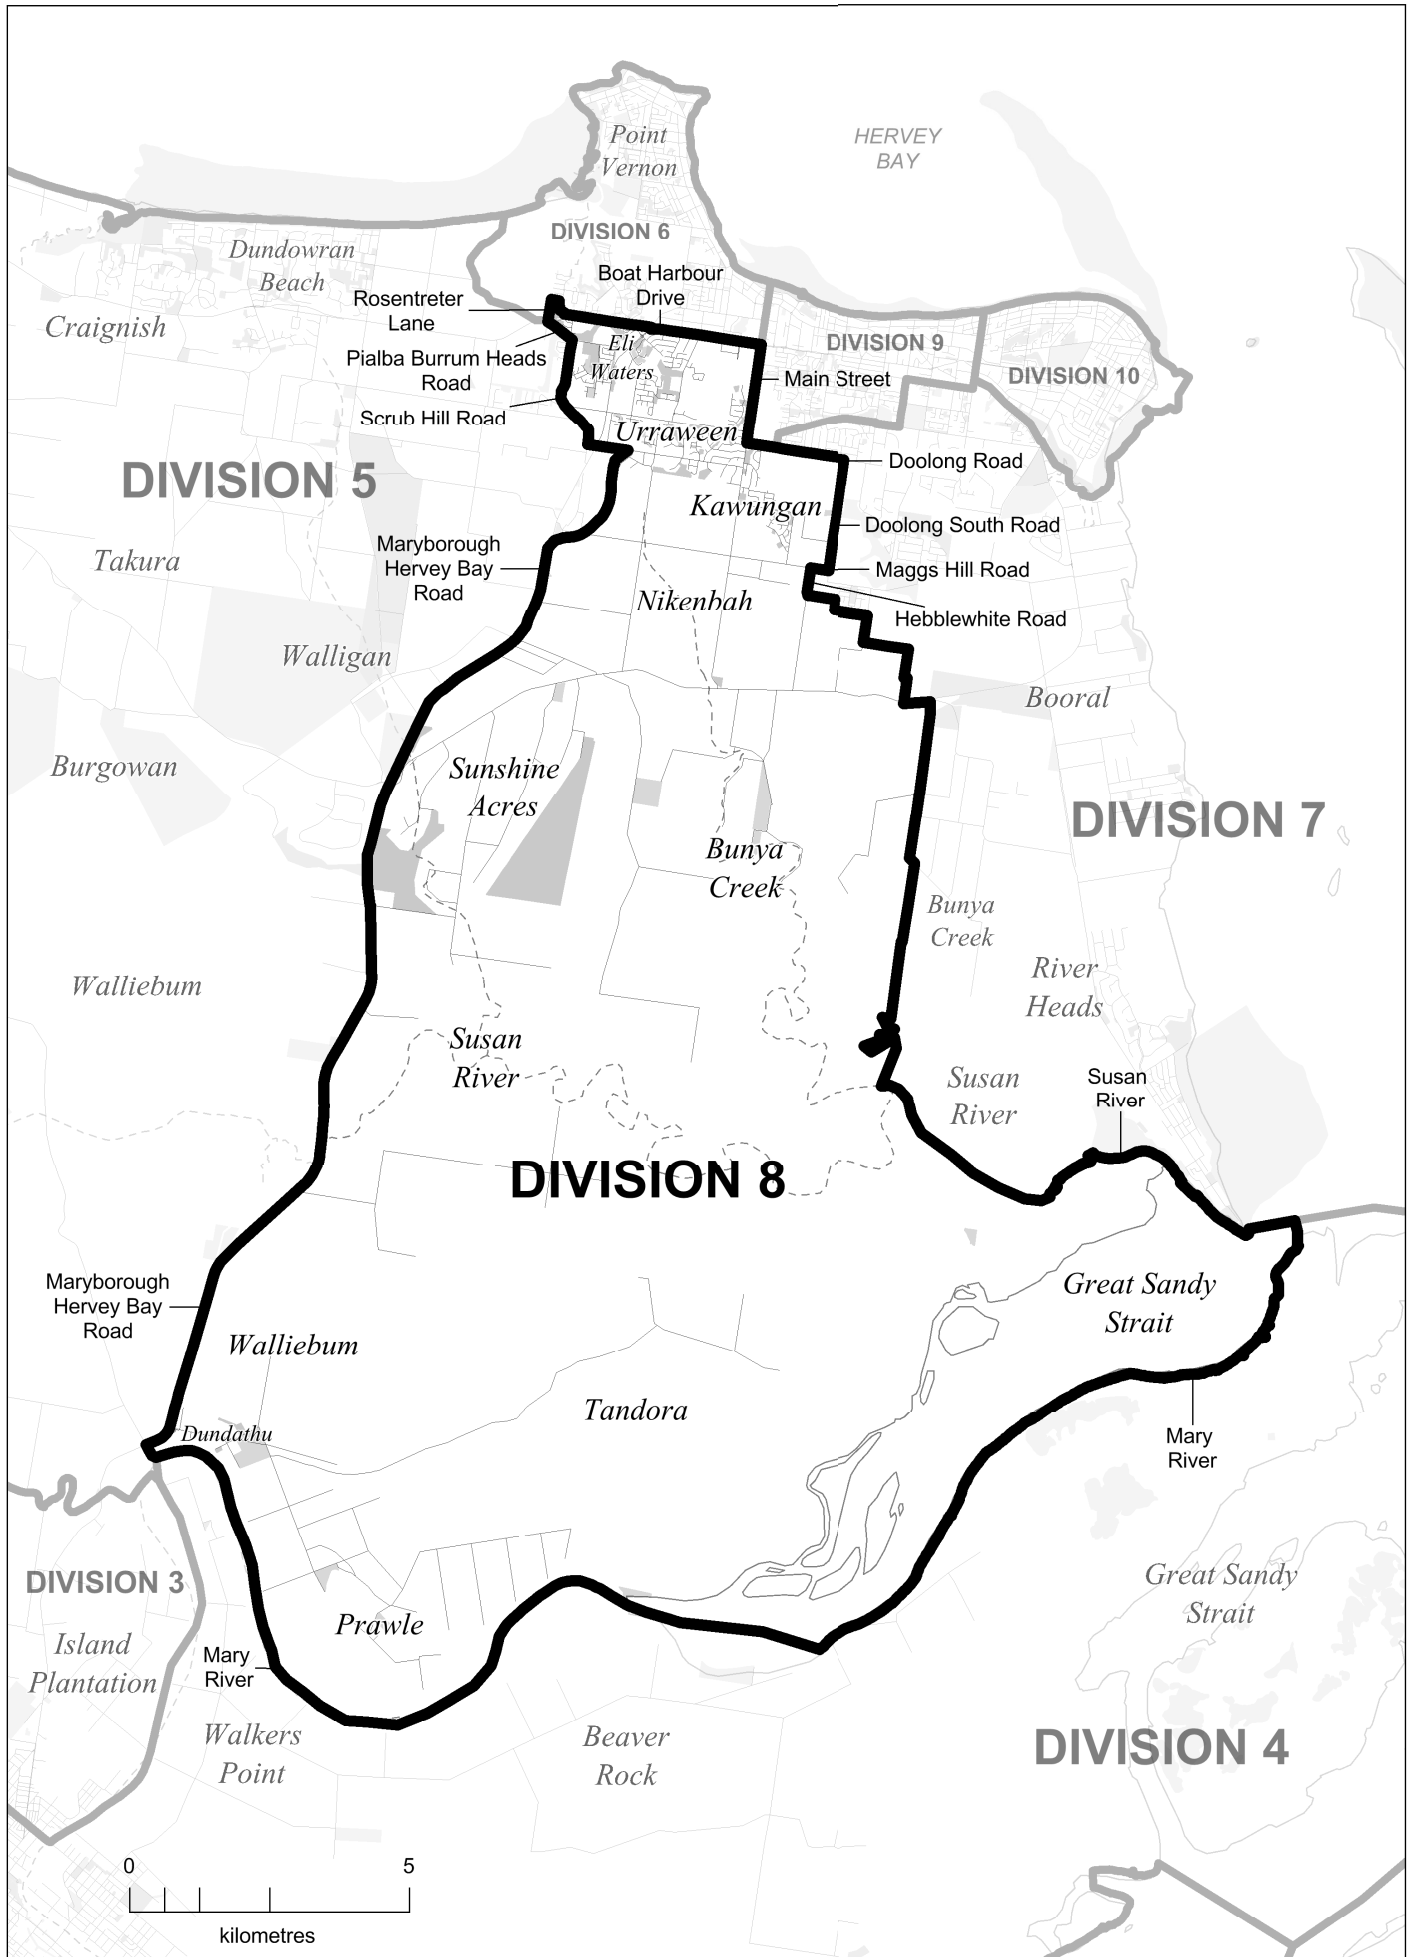 Point
Vernon
HERVEY
BAY
DIVISION 6
Dundowran
Beach
Boat Harbour
Drive
Rosentreter
Lane
Craignish
Eli
Waters
DIVISION 9
Pialba Burrum Heads
Road
Main Street
DIVISION 10
Scrub Hill Road
Urraween
Doolong Road
DIVISION 5
Kawungan
Doolong South Road
Maryborough
Hervey Bay
Road
Takura
Maggs Hill Road
Nikenbah
Hebblewhite Road
Walligan
Booral
Burgowan
Sunshine
Acres
DIVISION 7
Bunya
Creek
Bunya
Creek
River
Heads
Walliebum
Susan
River
Susan
River
Susan
River
DIVISION 8
Maryborough
Hervey Bay
Road
Great Sandy
Strait
Walliebum
Tandora
Dundathu
Mary
River
DIVISION 3
Great Sandy
Strait
Prawle
Island
Plantation
Mary
River
Walkers
Point
Beaver
Rock
DIVISION 4
0 5
kilometres